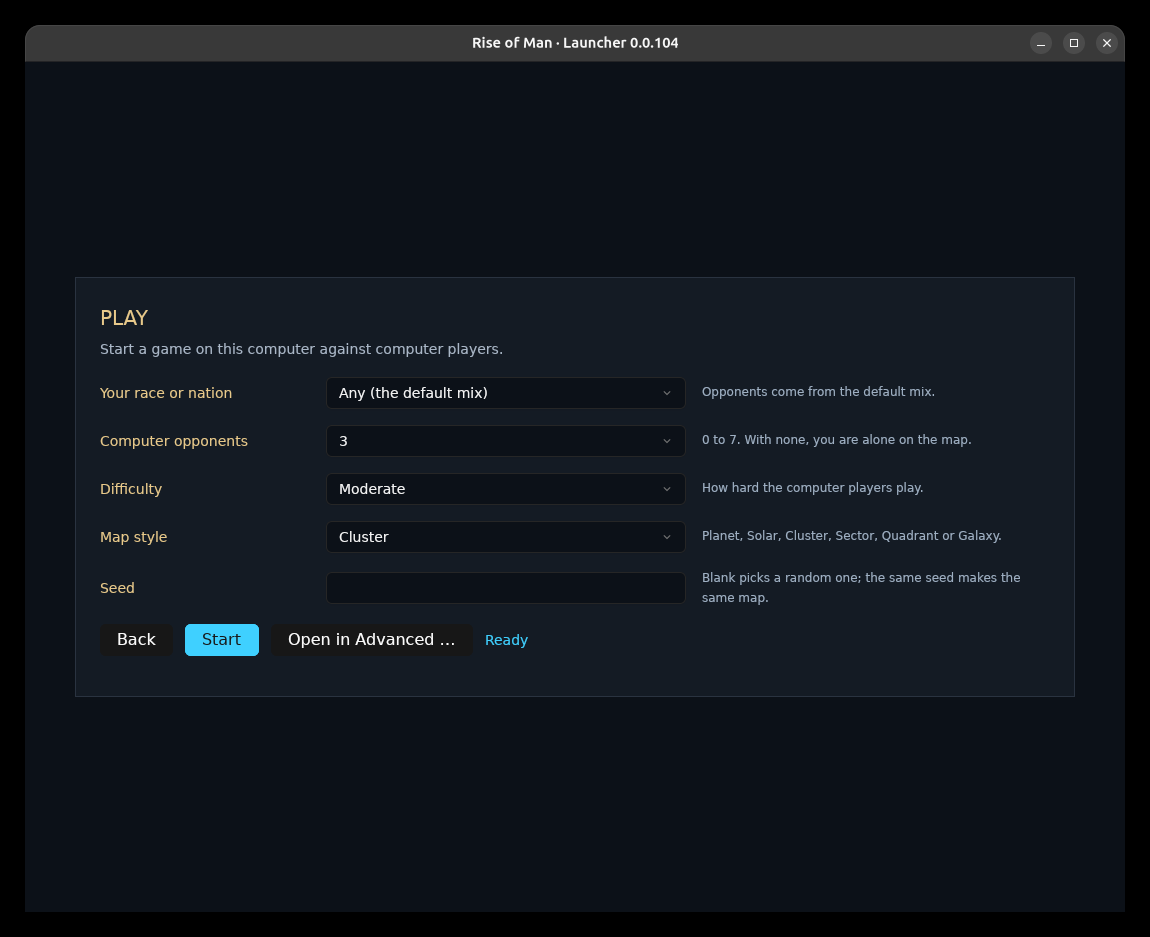 Rise of Man · Launcher 0.0.104
PLAY
Start a game on this computer against computer players.
Your race or nation
Any (the default mix)
Opponents come from the default mix.
Computer opponents
3
0 to 7. With none, you are alone on the map.
Difficulty
Moderate
How hard the computer players play.
Map style
Cluster
Planet, Solar, Cluster, Sector, Quadrant or Galaxy.
Seed
Blank picks a random one; the same seed makes the
same map.
Back
Start
Open in Advanced ...
Ready